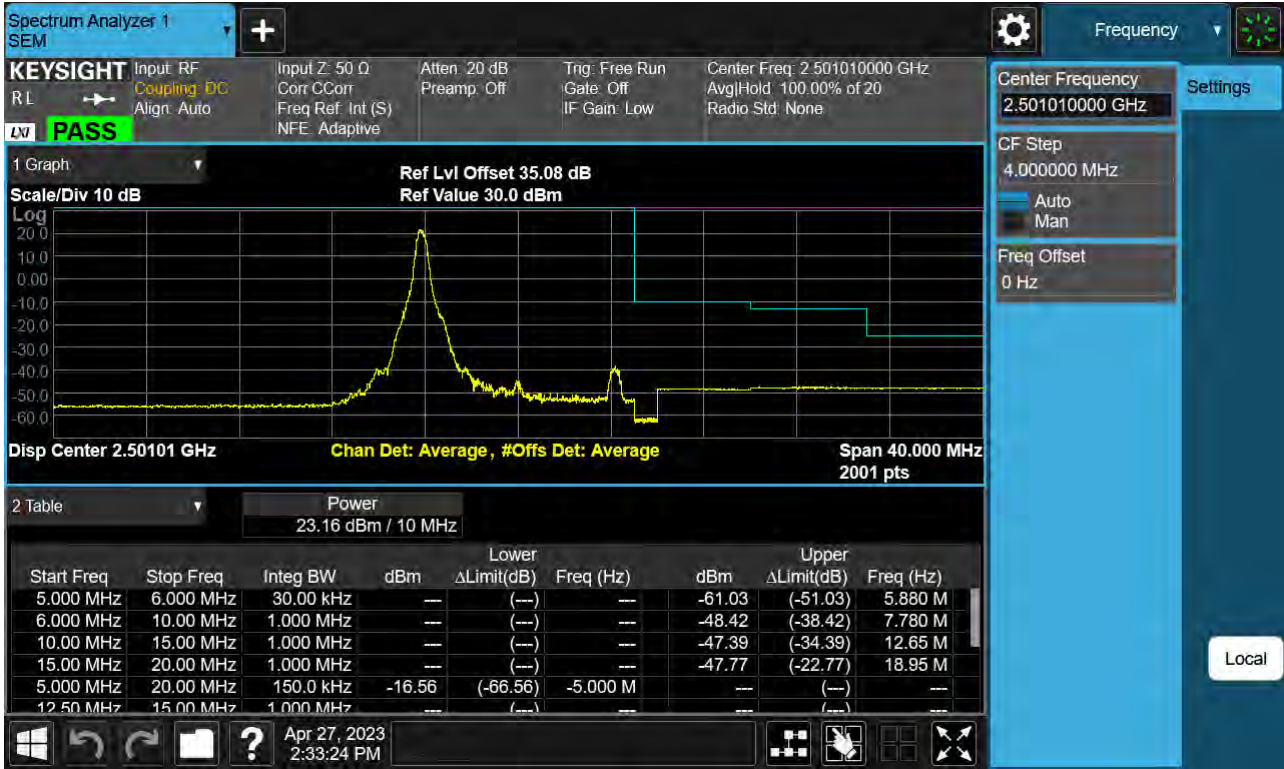 Spectrum Analyzer 1
SEM
+
Frequency
KEYSIGHT
RL
LXI
PASS
Input: RF
Coupling: DC
Align: Auto
Input Z: 50 Ω
Corr CCorr
Freq Ref: Int (S)
NFE: Adaptive
Atten: 20 dB
Preamp: Off
Trig: Free Run
Gate: Off
IF Gain: Low
Center Freq: 2.501010000 GHz
Avg|Hold: 100.00% of 20
Radio Std: None
Center Frequency
2.501010000 GHz
Settings
CF Step
4.000000 MHz
Auto
Man
Freq Offset
0 Hz
1 Graph
Scale/Div 10 dB
Ref Lvl Offset 35.08 dB
Ref Value 30.0 dBm
Log
20.0
10.0
0.00
-10.0
-20.0
-30.0
-40.0
-50.0
-60.0
Disp Center 2.50101 GHz
Chan Det: Average, #Offs Det: Average
Span 40.000 MHz
2001 pts
2 Table
Power
23.16 dBm / 10 MHz
Lower Upper
Start Freq Stop Freq Integ BW dBm ΔLimit(dB) Freq (Hz) dBm ΔLimit(dB) Freq (Hz)
5.000 MHz 6.000 MHz 30.00 kHz --- (---) --- -61.03 (-51.03) 5.880 M
6.000 MHz 10.00 MHz 1.000 MHz --- (---) --- -48.42 (-38.42) 7.780 M
10.00 MHz 15.00 MHz 1.000 MHz --- (---) --- -47.39 (-34.39) 12.65 M
15.00 MHz 20.00 MHz 1.000 MHz --- (---) --- -47.77 (-22.77) 18.95 M
5.000 MHz 20.00 MHz 150.0 kHz -16.56 (-66.56) -5.000 M --- (---) ---
12.50 MHz 15.00 MHz 1.000 MHz --- (---) --- --- (---) ---
Local
?
Apr 27, 2023
2:33:24 PM